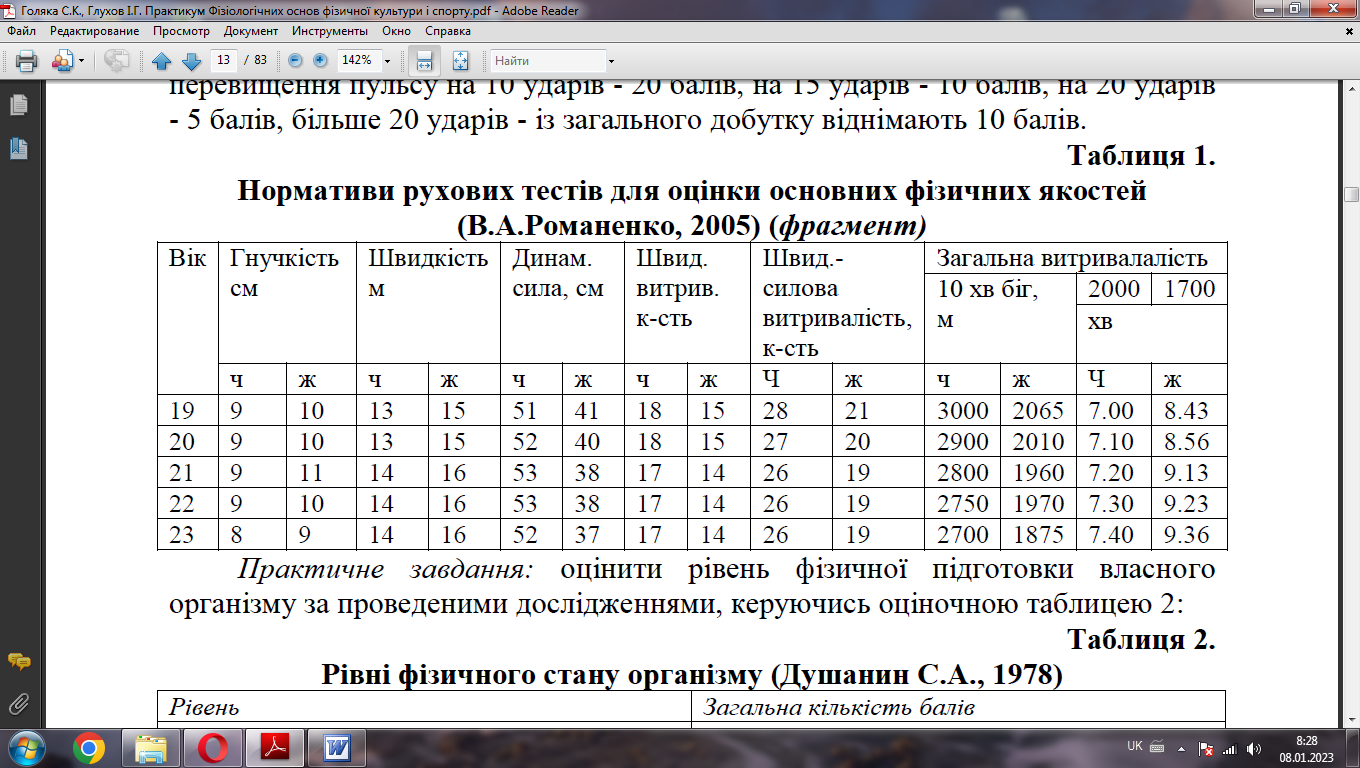 Голяка С.К., Глухов І.Г. Практикум Фізіологічних основ фізичної культури і спорту.pdf - Adobe Reader
Файл Редактирование Просмотр Документ Инструменты Окно Справка
13 / 83 142% Найти
перевищення пульсу на 10 ударів - 20 балів, на 15 ударів - 10 балів, на 20 ударів
- 5 балів, більше 20 ударів - із загального добутку віднімають 10 балів.
Таблиця 1.
Нормативи рухових тестів для оцінки основних фізичних якостей
(В.А.Романенко, 2005) (фрагмент)
Вік Гнучкість Швидкість Динам. Швид. Швид.- Загальна витривалалість
см м сила, см витрив. силова 10 хв біг, 2000 1700
к-сть витривалість, м хв
к-сть
ч ж ч ж ч ж ч ж Ч ж ч ж Ч ж
19 9 10 13 15 51 41 18 15 28 21 3000 2065 7.00 8.43
20 9 10 13 15 52 40 18 15 27 20 2900 2010 7.10 8.56
21 9 11 14 16 53 38 17 14 26 19 2800 1960 7.20 9.13
22 9 10 14 16 53 38 17 14 26 19 2750 1970 7.30 9.23
23 8 9 14 16 52 37 17 14 26 19 2700 1875 7.40 9.36
Практичне завдання: оцінити рівень фізичної підготовки власного
організму за проведеними дослідженнями, керуючись оціночною таблицею 2:
Таблиця 2.
Рівні фізичного стану організму (Душанин С.А., 1978)
Рівень Загальна кількість балів
UK 8:28
08.01.2023